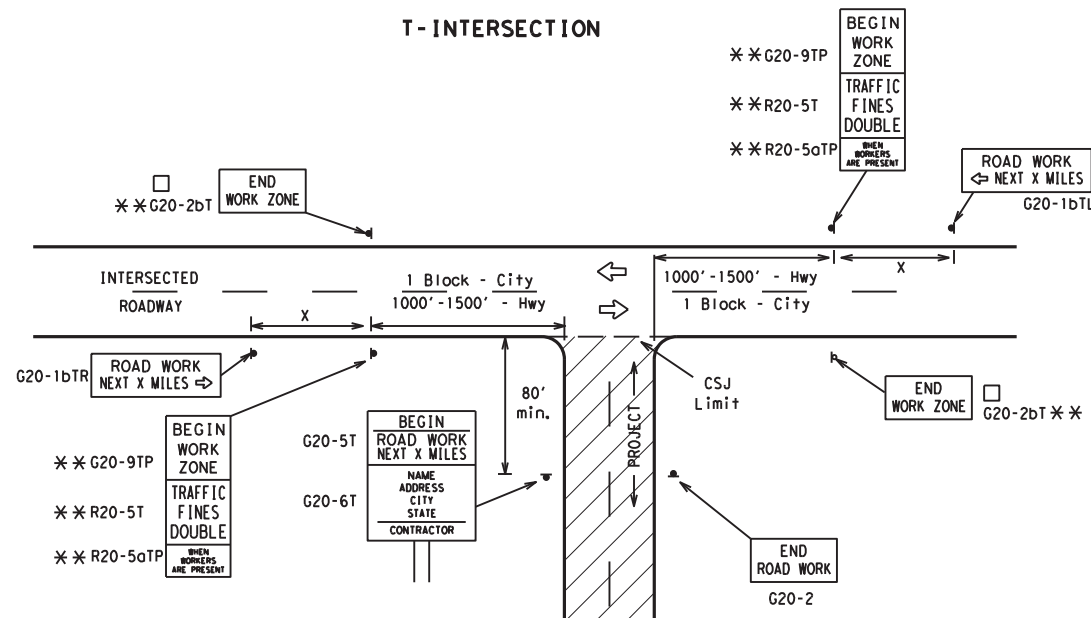 T-INTERSECTION
BEGIN
WORK
ZONE
TRAFFIC
FINES
DOUBLE
WHEN
WORKERS
ARE PRESENT
**G20-9TP
**R20-5T
**R20-5aTP
ROAD WORK
⇦ NEXT X MILES
G20-1bTL
□
**G20-2bT
END
WORK ZONE
INTERSECTED
ROADWAY
1 Block - City
1000'-1500' - Hwy
X
1000'-1500' - Hwy
1 Block - City
X
G20-1bTR
ROAD WORK
NEXT X MILES ⇨
**G20-9TP
**R20-5T
**R20-5aTP
BEGIN
WORK
ZONE
TRAFFIC
FINES
DOUBLE
WHEN
WORKERS
ARE PRESENT
G20-5T
G20-6T
BEGIN
ROAD WORK
NEXT X MILES
NAME
ADDRESS
CITY
STATE
CONTRACTOR
80'
min.
PROJECT
CSJ
Limit
END
WORK ZONE
□
G20-2bT **
END
ROAD WORK
G20-2